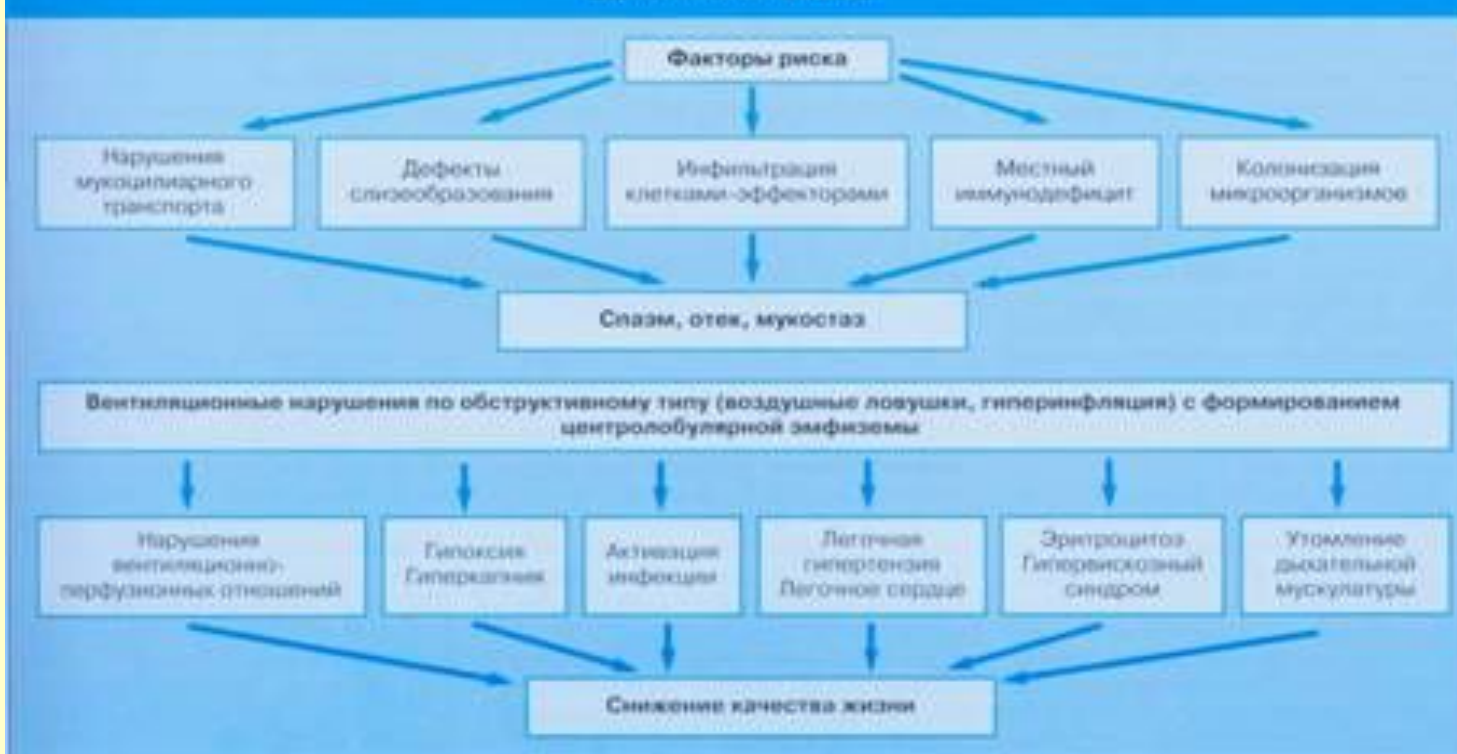 Факторы риска
Нарушения
мукоцилиарного
транспорта
Дефекты
слизеобразования
Инфильтрация
клетками-эффекторами
Местный
иммунодефицит
Колонизация
микроорганизмов
Спазм, отек, мукостаз
Вентиляционные нарушения по обструктивному типу (воздушные ловушки, гиперинфляция) с формированием
центролобулярной эмфиземы
Нарушения
вентиляционно-
перфузионных отношений
Гипоксия
Гиперкапния
Активация
инфекции
Легочная
гипертензия
Легочное сердце
Эритроцитоз
Гипервискозный
синдром
Утомление
дыхательной
мускулатуры
Снижение качества жизни